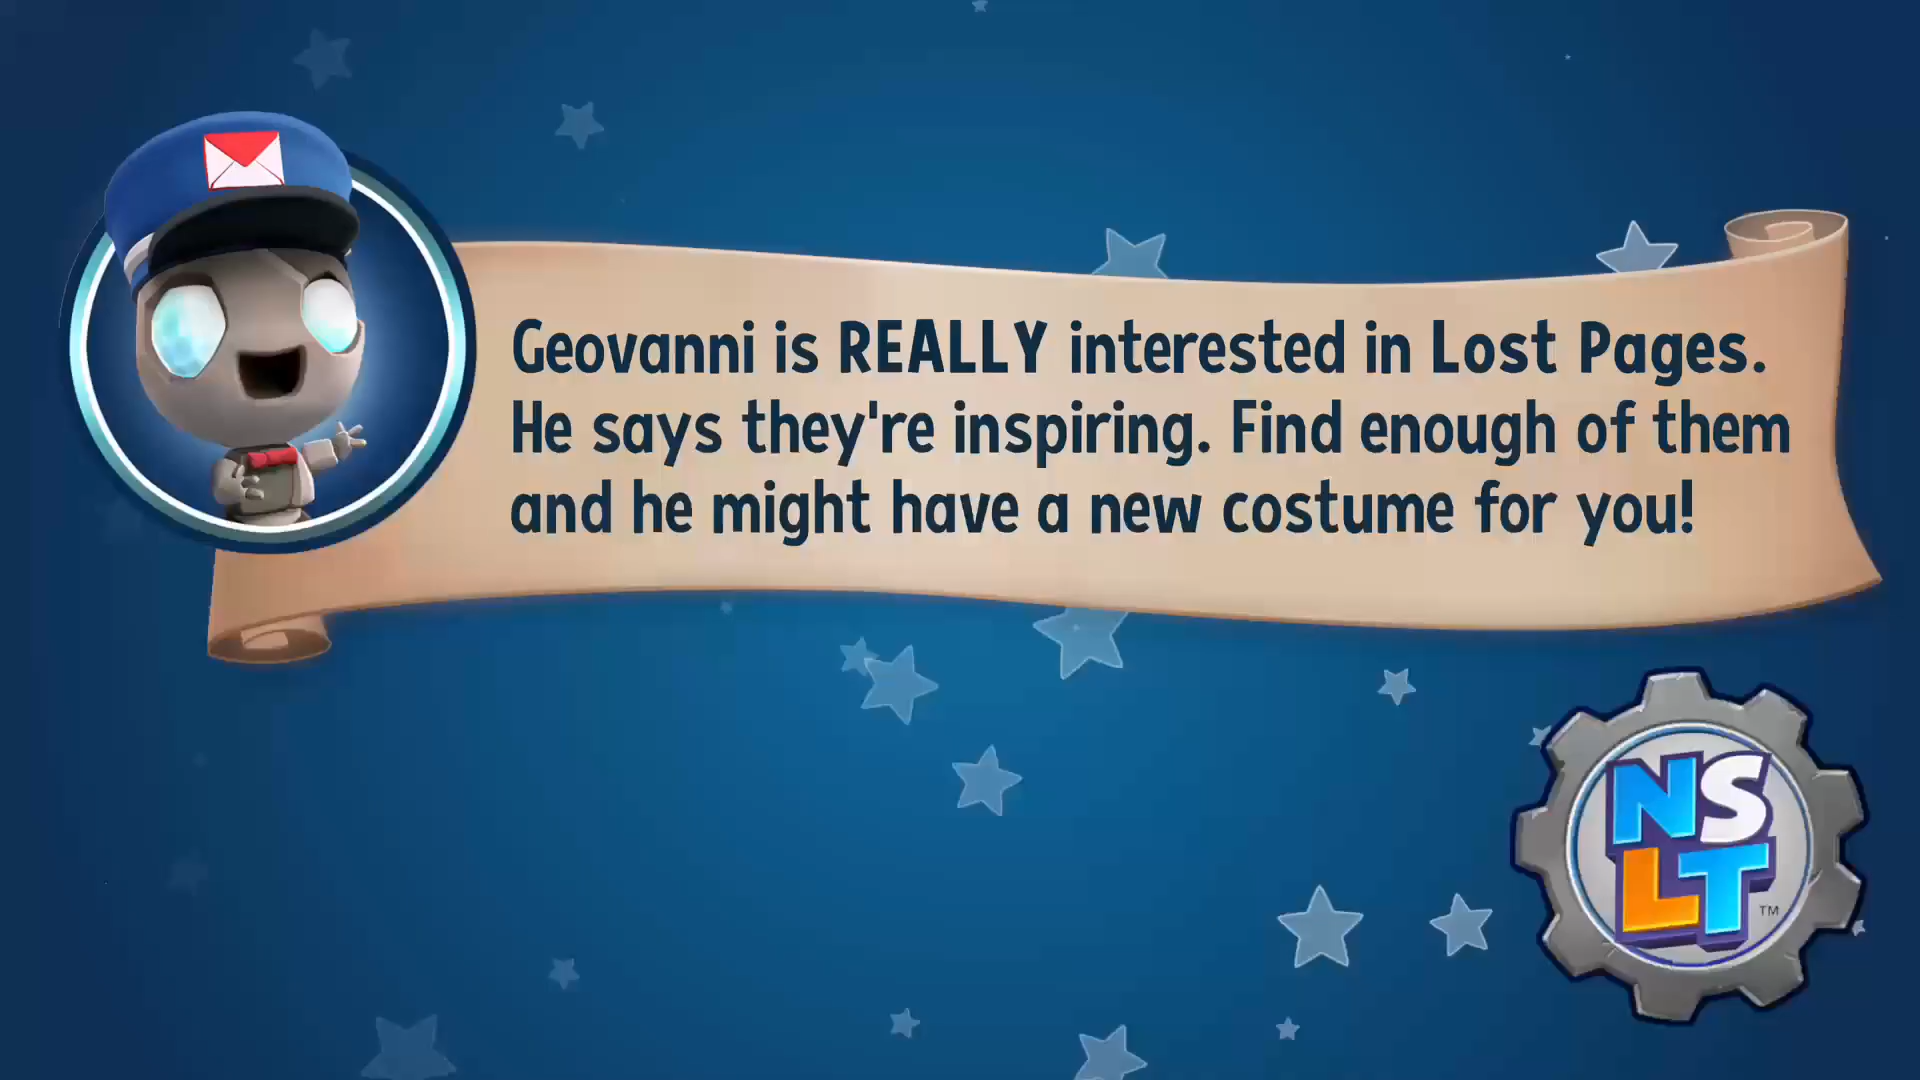 Geovanni is REALLY interested in Lost Pages.
He says they're inspiring. Find enough of them
and he might have a new costume for you!
NS
LT
TM